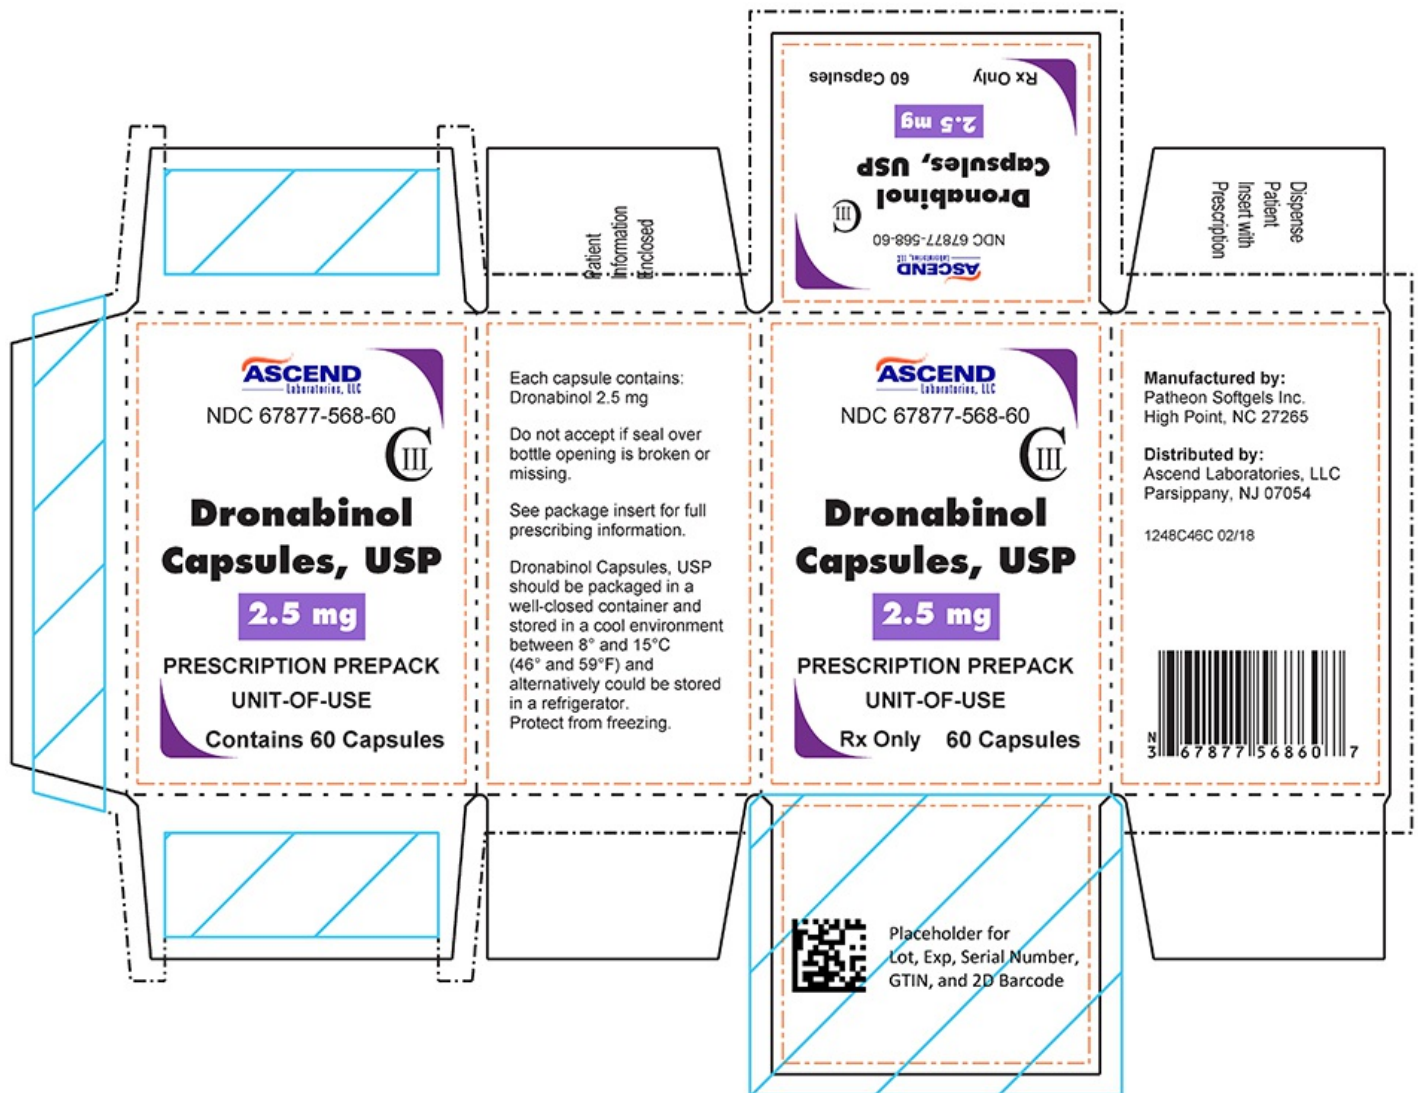 Rx Only 60 Capsules
2.5 mg
Dronabinol
Capsules, USP
CIII
NDC 67877-568-60
ASCEND
Laboratories, LLC
Patient
Information
Enclosed
Dispense
Patient
Insert with
Prescription
ASCEND
Laboratories, LLC
NDC 67877-568-60
CIII
Dronabinol
Capsules, USP
2.5 mg
PRESCRIPTION PREPACK
UNIT-OF-USE
Contains 60 Capsules
Each capsule contains:
Dronabinol 2.5 mg
Do not accept if seal over
bottle opening is broken or
missing.
See package insert for full
prescribing information.
Dronabinol Capsules, USP
should be packaged in a
well-closed container and
stored in a cool environment
between 8° and 15°C
(46° and 59°F) and
alternatively could be stored
in a refrigerator.
Protect from freezing.
ASCEND
Laboratories, LLC
NDC 67877-568-60
CIII
Dronabinol
Capsules, USP
2.5 mg
PRESCRIPTION PREPACK
UNIT-OF-USE
Rx Only 60 Capsules
Manufactured by:
Patheon Softgels Inc.
High Point, NC 27265
Distributed by:
Ascend Laboratories, LLC
Parsippany, NJ 07054
1248C46C 02/18
N
3 67877 56860 7
Placeholder for
Lot, Exp, Serial Number,
GTIN, and 2D Barcode